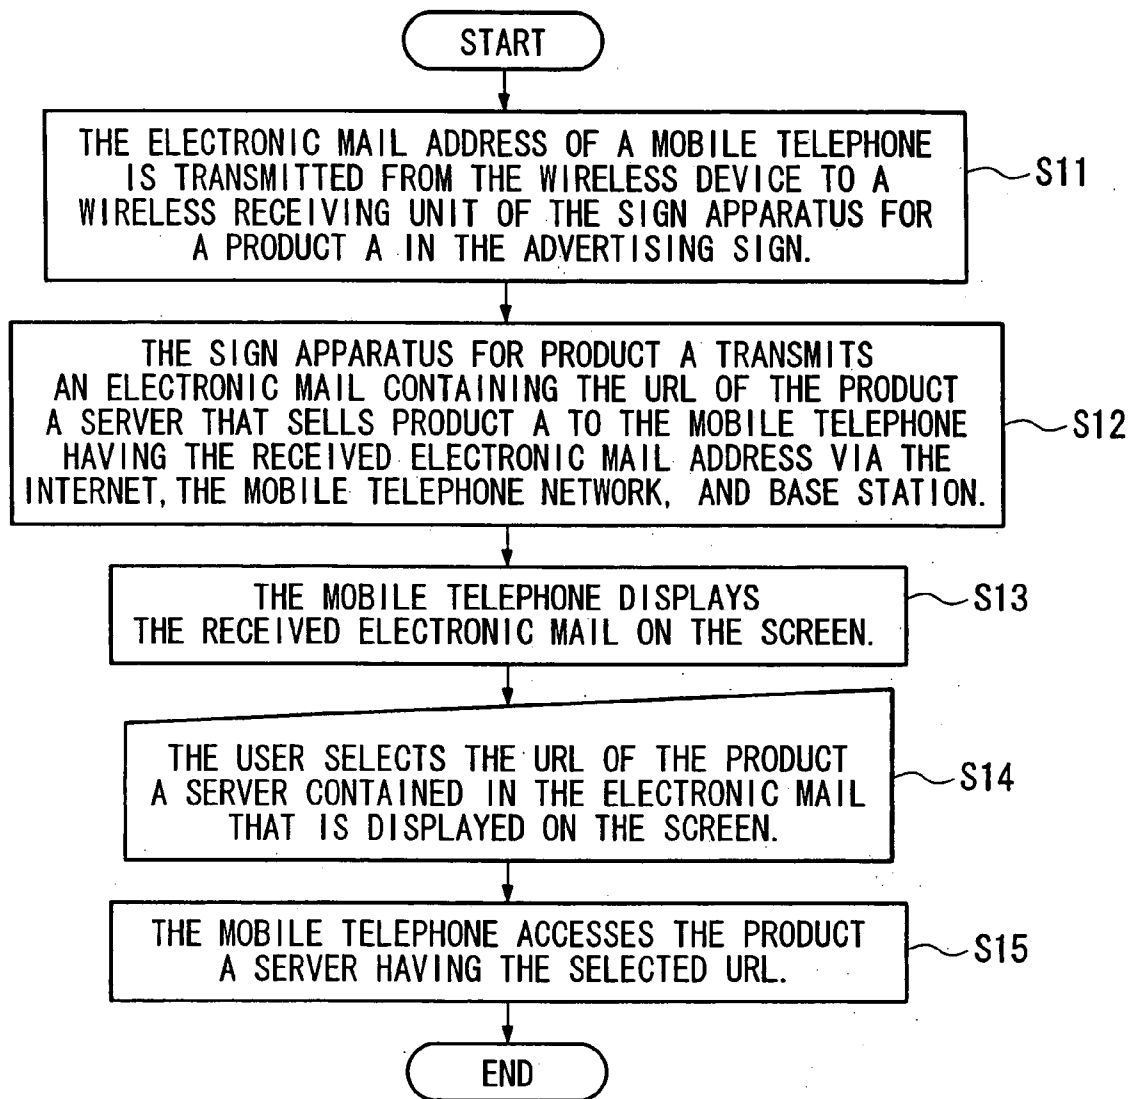 START
THE ELECTRONIC MAIL ADDRESS OF A MOBILE TELEPHONE
IS TRANSMITTED FROM THE WIRELESS DEVICE TO A
WIRELESS RECEIVING UNIT OF THE SIGN APPARATUS FOR
A PRODUCT A IN THE ADVERTISING SIGN.
S11
THE SIGN APPARATUS FOR PRODUCT A TRANSMITS
AN ELECTRONIC MAIL CONTAINING THE URL OF THE PRODUCT
A SERVER THAT SELLS PRODUCT A TO THE MOBILE TELEPHONE
HAVING THE RECEIVED ELECTRONIC MAIL ADDRESS VIA THE
INTERNET, THE MOBILE TELEPHONE NETWORK, AND BASE STATION.
S12
THE MOBILE TELEPHONE DISPLAYS
THE RECEIVED ELECTRONIC MAIL ON THE SCREEN.
S13
THE USER SELECTS THE URL OF THE PRODUCT
A SERVER CONTAINED IN THE ELECTRONIC MAIL
THAT IS DISPLAYED ON THE SCREEN.
S14
THE MOBILE TELEPHONE ACCESSES THE PRODUCT
A SERVER HAVING THE SELECTED URL.
S15
END